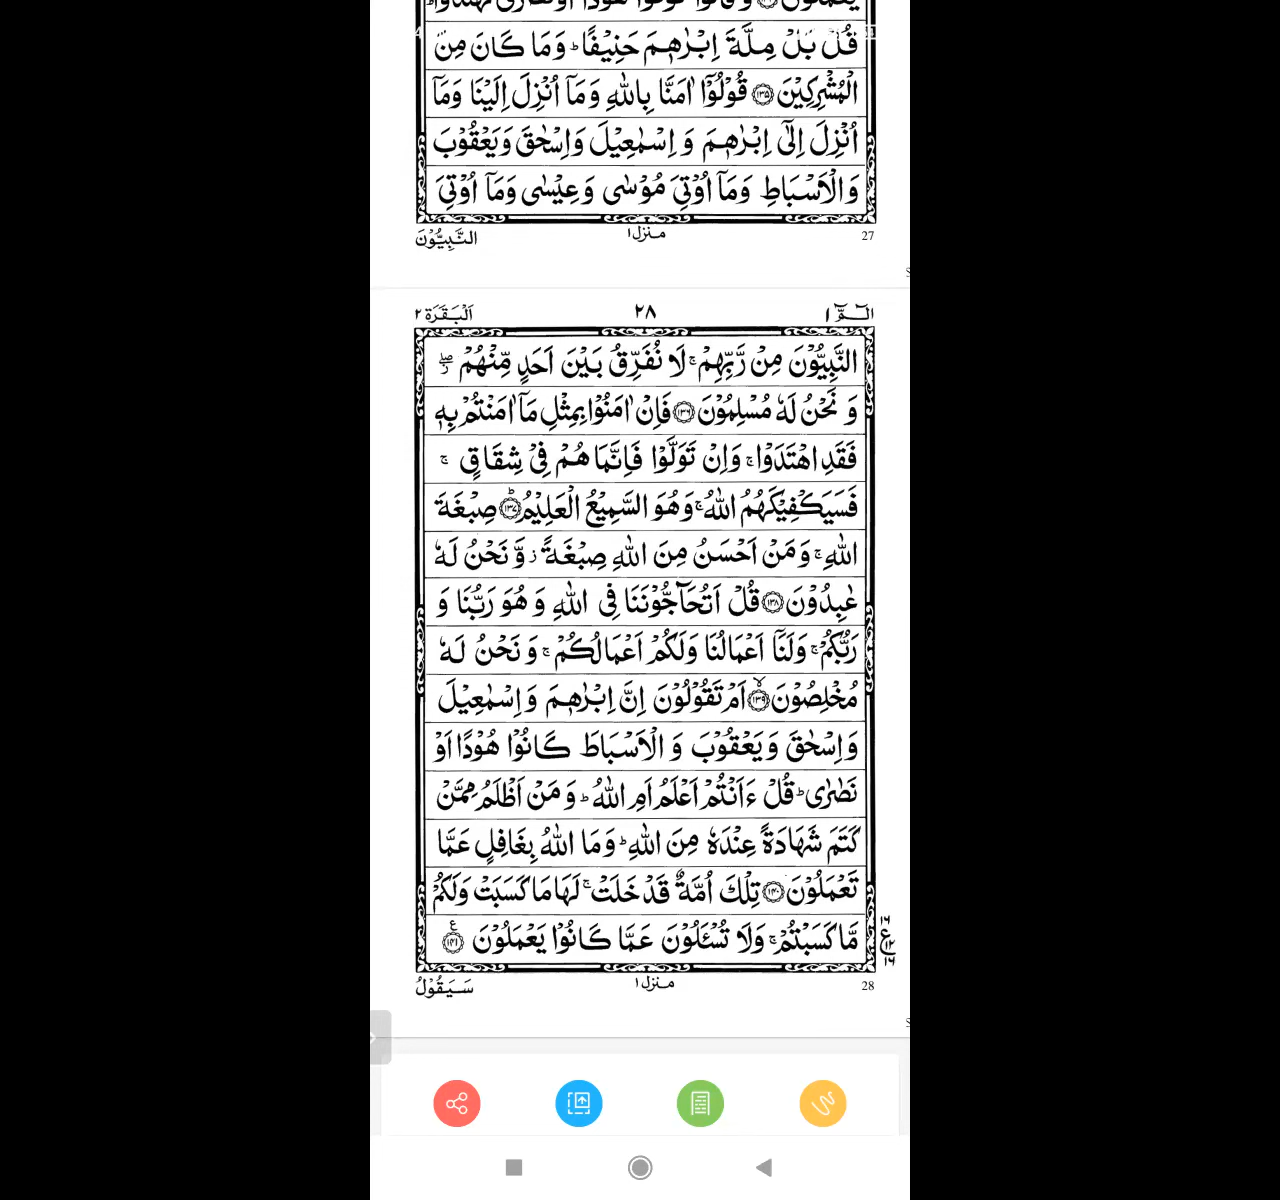 قُلْ بَلْ مِلَّةَ اِبْرٰهٖمَ حَنِیْفًا ؕ وَمَا كَانَ مِنَ
الْمُشْرِكِیْنَ ﴿۱۳۵﴾ قُوْلُوْۤا اٰمَنَّا بِاللّٰهِ وَمَاۤ اُنْزِلَ اِلَیْنَا وَمَاۤ
اُنْزِلَ اِلٰۤی اِبْرٰهٖمَ وَ اِسْمٰعِیْلَ وَاِسْحٰقَ وَیَعْقُوْبَ
وَالْاَسْبَاطِ وَمَاۤ اُوْتِیَ مُوْسٰی وَعِیْسٰی وَمَاۤ اُوْتِیَ
النَّبِیُّوْنَ منزل ۱ 27
اَلْبَقَرَة ۲ ۲۸ الٓـمّٓ ۱
النَّبِیُّوْنَ مِنْ رَّبِّهِمْ ۚ لَا نُفَرِّقُ بَیْنَ اَحَدٍ مِّنْهُمْ ۖؗ
وَ نَحْنُ لَهٗ مُسْلِمُوْنَ ﴿۱۳۶﴾ فَاِنْ اٰمَنُوْا بِمِثْلِ مَاۤ اٰمَنْتُمْ بِهٖ
فَقَدِ اهْتَدَوْا ۚ وَاِنْ تَوَلَّوْا فَاِنَّمَا هُمْ فِیْ شِقَاقٍ ۚ
فَسَیَكْفِیْكَهُمُ اللّٰهُ ۚ وَهُوَ السَّمِیْعُ الْعَلِیْمُ ﴿۱۳۷﴾ؕ صِبْغَةَ
اللّٰهِ ۚ وَمَنْ اَحْسَنُ مِنَ اللّٰهِ صِبْغَةً ؗ وَّ نَحْنُ لَهٗ
عٰبِدُوْنَ ﴿۱۳۸﴾ قُلْ اَتُحَآجُّوْنَنَا فِی اللّٰهِ وَ هُوَ رَبُّنَا وَ
رَبُّكُمْ ۚ وَلَنَاۤ اَعْمَالُنَا وَلَكُمْ اَعْمَالُكُمْ ۚ وَ نَحْنُ لَهٗ
مُخْلِصُوْنَ ﴿۱۳۹﴾ۙ اَمْ تَقُوْلُوْنَ اِنَّ اِبْرٰهٖمَ وَ اِسْمٰعِیْلَ
وَاِسْحٰقَ وَ یَعْقُوْبَ وَ الْاَسْبَاطَ كَانُوْا هُوْدًا اَوْ
نَصٰرٰی ؕ قُلْ ءَاَنْتُمْ اَعْلَمُ اَمِ اللّٰهُ ؕ وَ مَنْ اَظْلَمُ مِمَّنْ
كَتَمَ شَهَادَةً عِنْدَهٗ مِنَ اللّٰهِ ؕ وَمَا اللّٰهُ بِغَافِلٍ عَمَّا
تَعْمَلُوْنَ ﴿۱۴۰﴾ تِلْكَ اُمَّةٌ قَدْ خَلَتْ ۚ لَهَا مَا كَسَبَتْ وَلَكُمْ
مَّا كَسَبْتُمْ ۚ وَلَا تُسْـَٔلُوْنَ عَمَّا كَانُوْا یَعْمَلُوْنَ ﴿۱۴۱﴾ع
سَیَقُوْلُ منزل ۱ 28